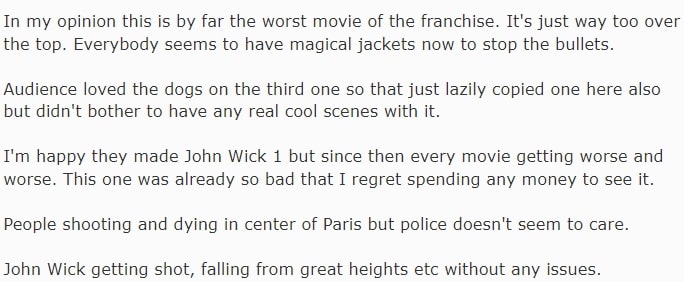 In my opinion this is by far the worst movie of the franchise. It's just way too over
the top. Everybody seems to have magical jackets now to stop the bullets.
Audience loved the dogs on the third one so that just lazily copied one here also
but didn't bother to have any real cool scenes with it.
I'm happy they made John Wick 1 but since then every movie getting worse and
worse. This one was already so bad that I regret spending any money to see it.
People shooting and dying in center of Paris but police doesn't seem to care.
John Wick getting shot, falling from great heights etc without any issues.